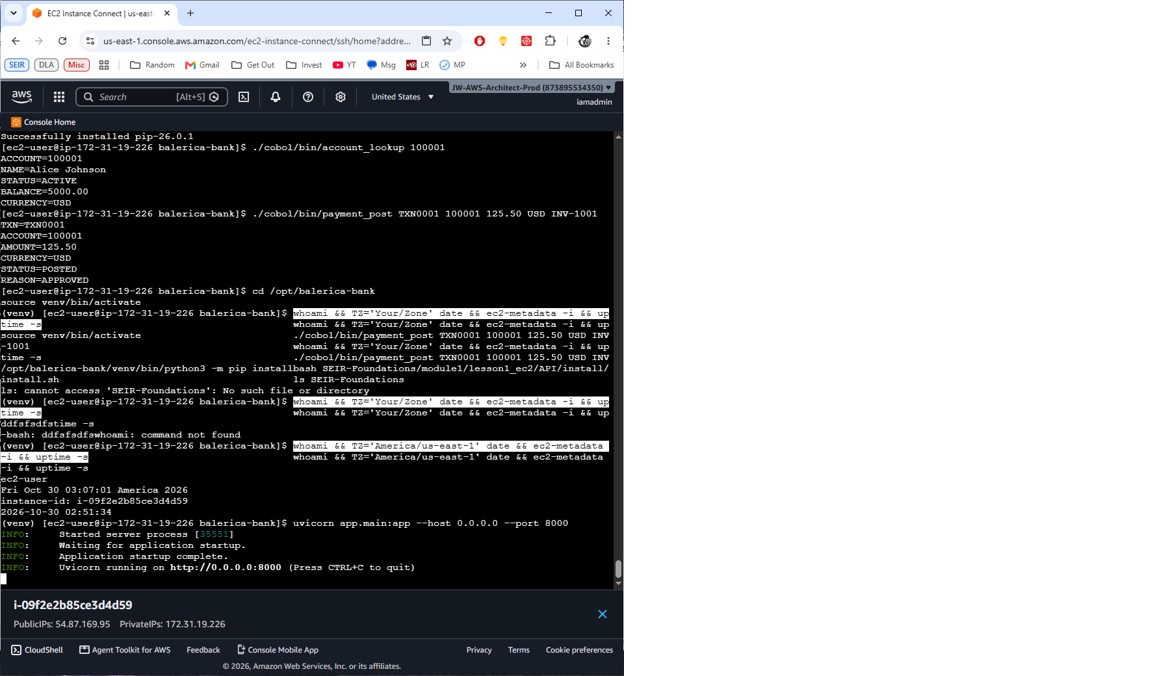 EC2 Instance Connect | us-east-
us-east-1.console.aws.amazon.com/ec2-instance-connect/ssh/home?addre...
SEIR DLA Misc Random Gmail Get Out Invest YT Msg LR MP » All Bookmarks
aws Search [Alt+S] United States JW-AWS-Architect-Prod (873895534350)
iamadmin
Console Home
Successfully installed pip-26.0.1
[ec2-user@ip-172-31-19-226 balerica-bank]$ ./cobol/bin/account_lookup 100001
ACCOUNT=100001
NAME=Alice Johnson
STATUS=ACTIVE
BALANCE=5000.00
CURRENCY=USD
[ec2-user@ip-172-31-19-226 balerica-bank]$ ./cobol/bin/payment_post TXN0001 100001 125.50 USD INV-1001
TXN=TXN0001
ACCOUNT=100001
AMOUNT=125.50
CURRENCY=USD
STATUS=POSTED
REASON=APPROVED
[ec2-user@ip-172-31-19-226 balerica-bank]$ cd /opt/balerica-bank
source venv/bin/activate
(venv) [ec2-user@ip-172-31-19-226 balerica-bank]$ whoami && TZ='Your/Zone' date && ec2-metadata -i && up
time -s whoami && TZ='Your/Zone' date && ec2-metadata -i && up
source venv/bin/activate ./cobol/bin/payment_post TXN0001 100001 125.50 USD INV
-1001 whoami && TZ='Your/Zone' date && ec2-metadata -i && up
time -s ./cobol/bin/payment_post TXN0001 100001 125.50 USD INV
/opt/balerica-bank/venv/bin/python3 -m pip installbash SEIR-Foundations/module1/lesson1_ec2/API/install/
install.sh ls SEIR-Foundations
ls: cannot access 'SEIR-Foundations': No such file or directory
(venv) [ec2-user@ip-172-31-19-226 balerica-bank]$ whoami && TZ='Your/Zone' date && ec2-metadata -i && up
time -s whoami && TZ='Your/Zone' date && ec2-metadata -i && up
ddfsfsdfstime -s
-bash: ddfsfsdfswhoami: command not found
(venv) [ec2-user@ip-172-31-19-226 balerica-bank]$ whoami && TZ='America/us-east-1' date && ec2-metadata
-i && uptime -s whoami && TZ='America/us-east-1' date && ec2-metadata
-i && uptime -s
ec2-user
Fri Oct 30 03:07:01 America 2026
instance-id: i-09f2e2b85ce3d4d59
2026-10-30 02:51:34
(venv) [ec2-user@ip-172-31-19-226 balerica-bank]$ uvicorn app.main:app --host 0.0.0.0 --port 8000
INFO: Started server process [35551]
INFO: Waiting for application startup.
INFO: Application startup complete.
INFO: Uvicorn running on http://0.0.0.0:8000 (Press CTRL+C to quit)
i-09f2e2b85ce3d4d59
PublicIPs: 54.87.169.95 PrivateIPs: 172.31.19.226
CloudShell Agent Toolkit for AWS Feedback Console Mobile App Privacy Terms Cookie preferences
© 2026, Amazon Web Services, Inc. or its affiliates.